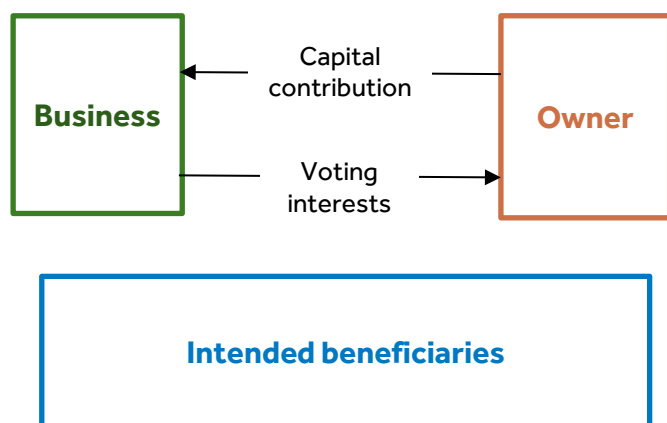 Capital
contribution
Business
Owner
Voting
interests
Intended beneficiaries